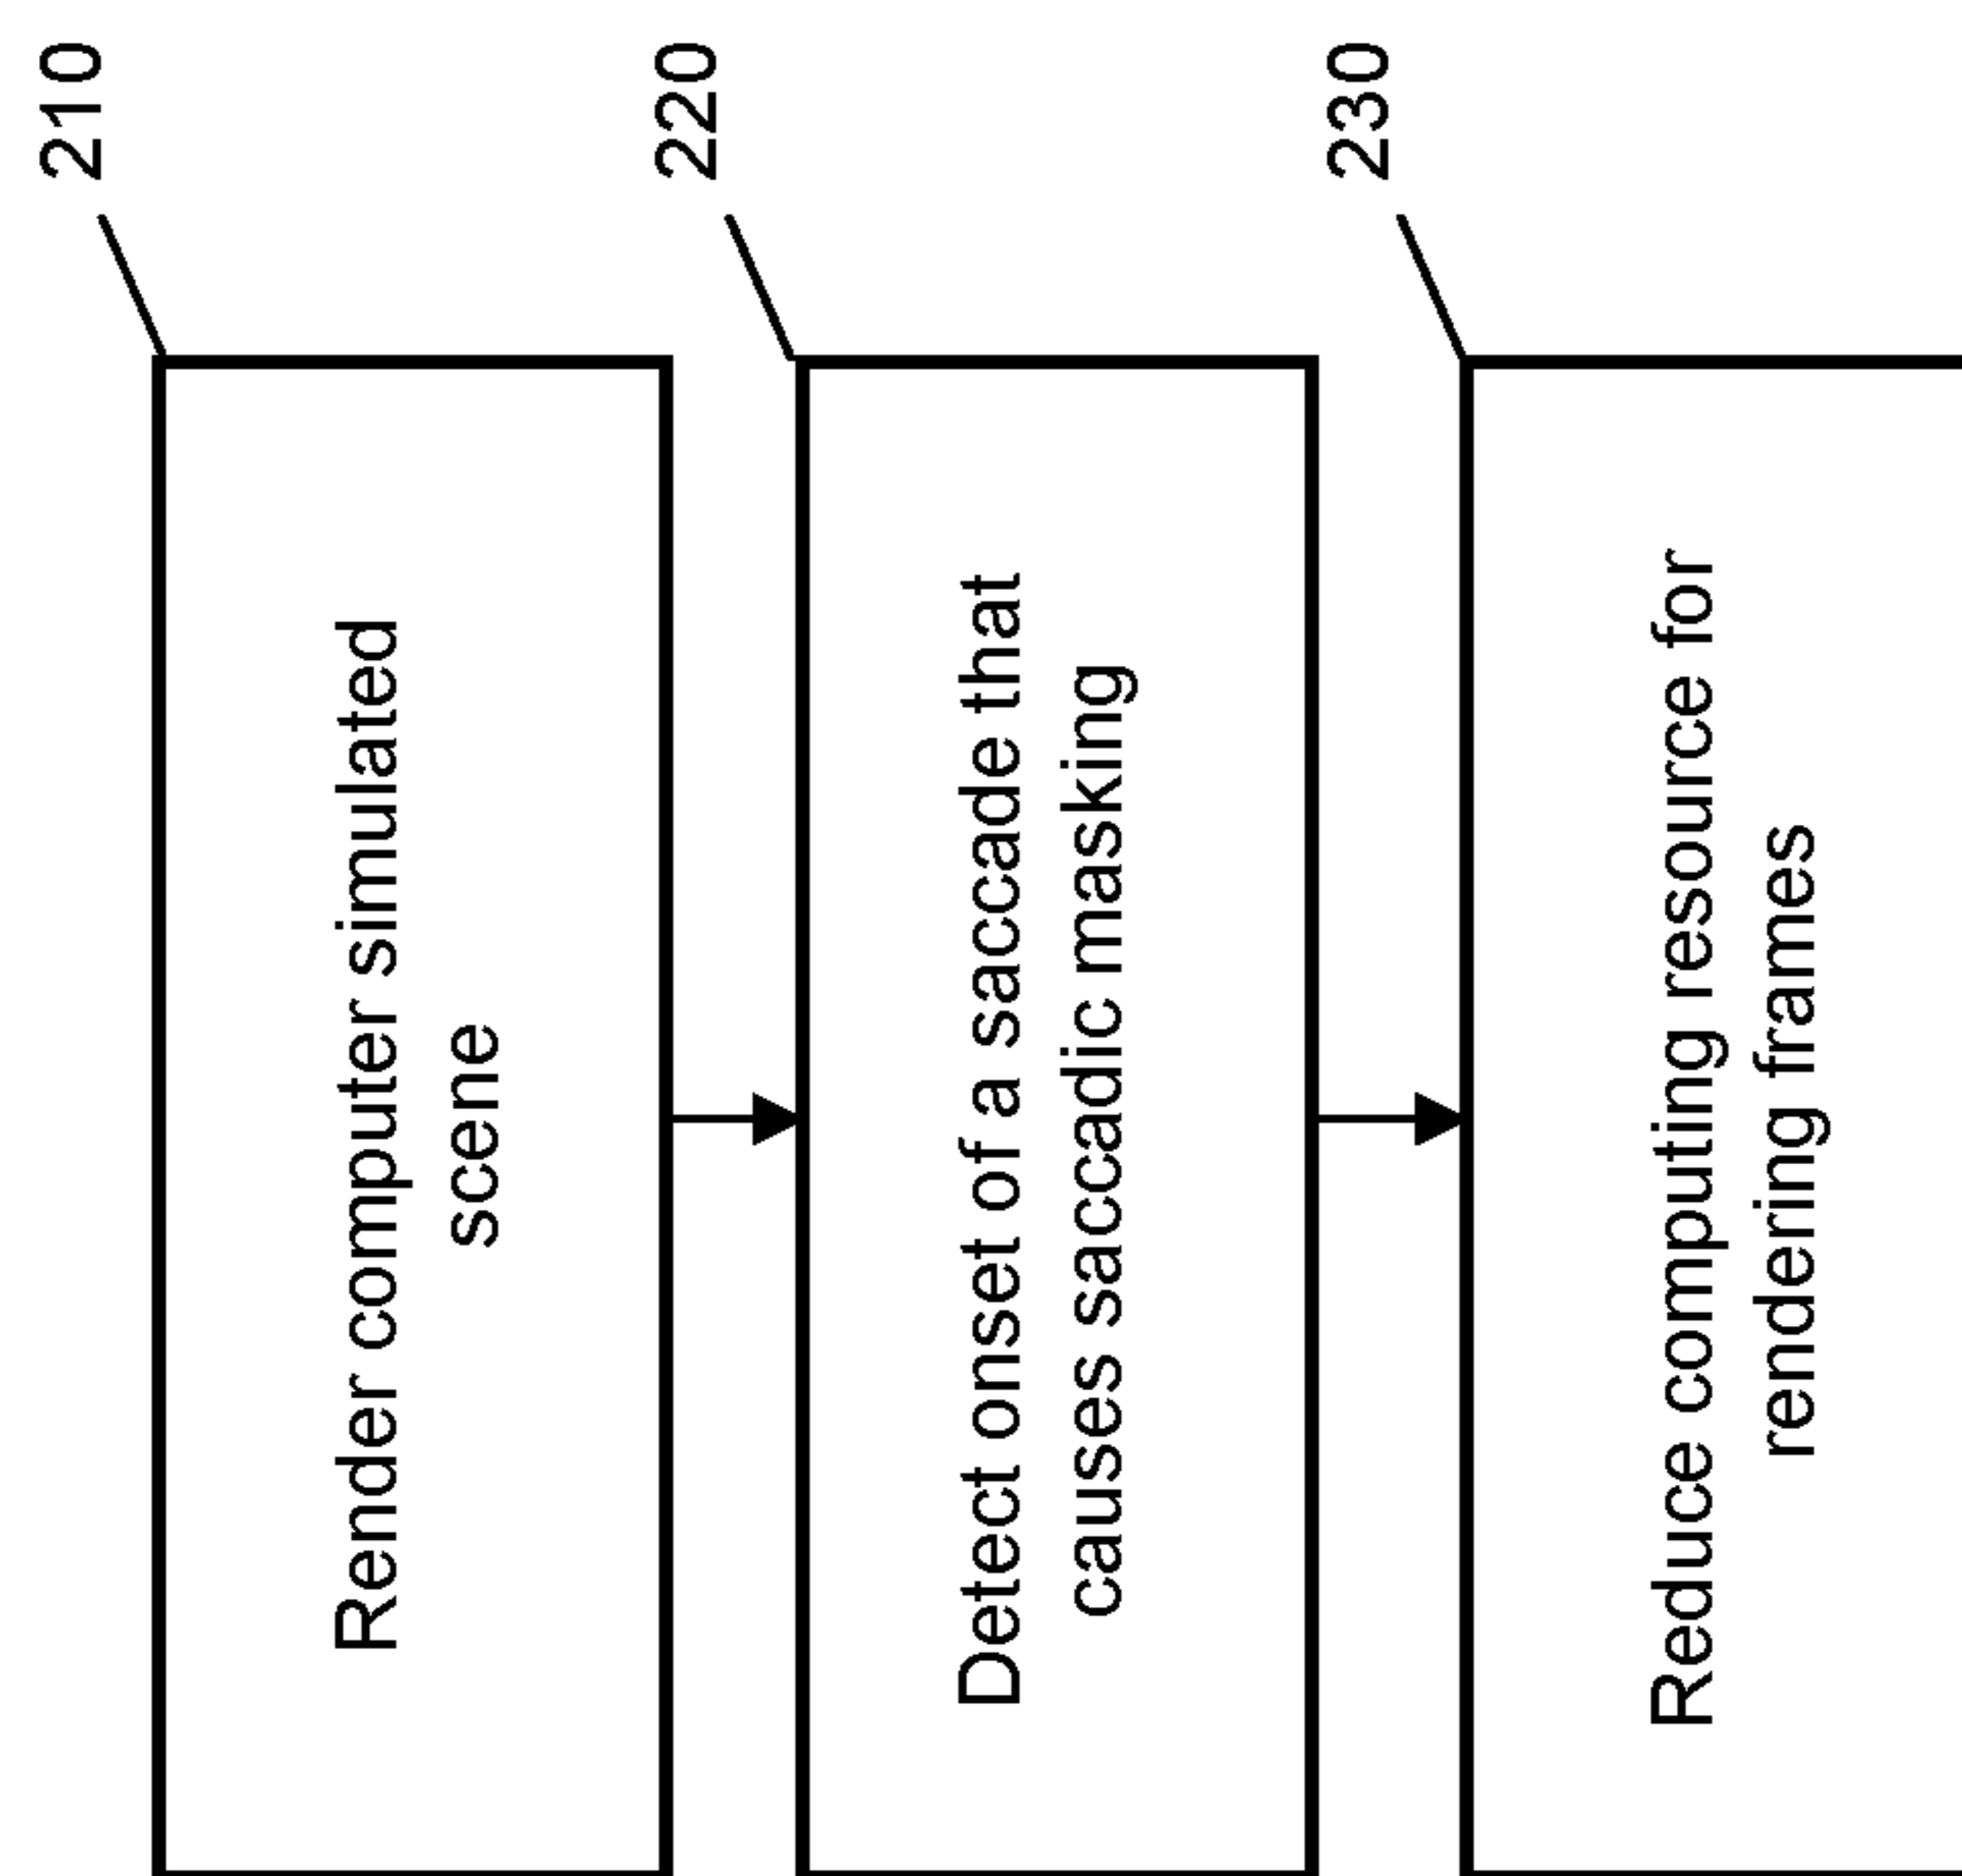 210
Render computer simulated
scene
220
Detect onset of a saccade that
causes saccadic masking
230
Reduce computing resource for
rendering frames